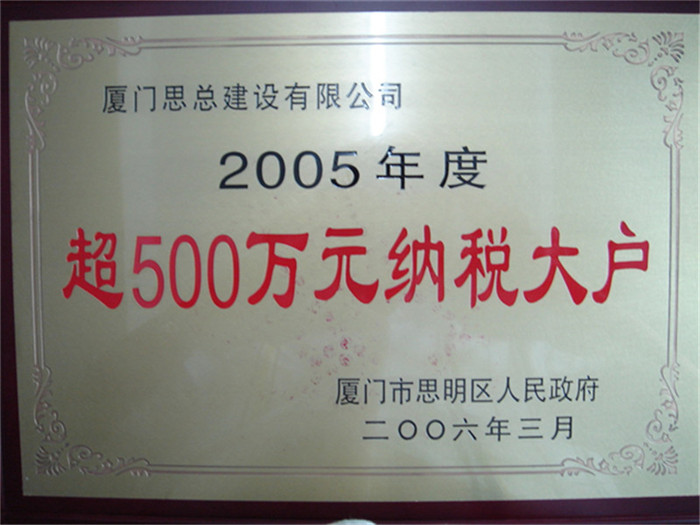 厦门思总建设有限公司
2005年度
超500万元纳税大户
厦门市思明区人民政府
二〇〇六年三月